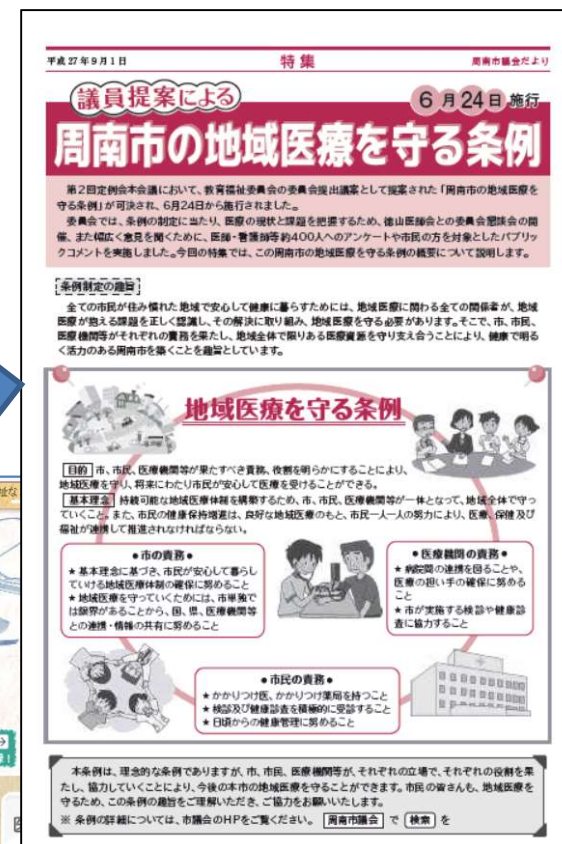 平成27年9月1日
特集
周南市議会だより
議員提案による
6月24日施行
周南市の地域医療を守る条例
第2回定例会本会議において、教育福祉委員会の委員会提出議案として提案された「周南市の地域医療を
守る条例」が可決され、6月24日から施行されました。
委員会では、条例の制定に当たり、医療の現状と課題を把握するため、徳山医師会との委員会懇談会の開
催、また幅広く意見を聞くために、医師・看護師等約400人へのアンケートや市民の方を対象としたパブリッ
クコメントを実施しました。今回の特集では、この周南市の地域医療を守る条例の概要について説明します。
条例制定の趣旨
全ての市民が住み慣れた地域で安心して健康に暮らすためには、地域医療に関わる全ての関係者が、地域
医療が抱える課題を正しく認識し、その解決に取り組み、地域医療を守る必要があります。そこで、市、市民、
医療機関等がそれぞれの責務を果たし、地域全体で限りある医療資源を守り支え合うことにより、健康で明る
く活力のある周南市を築くことを趣旨としています。
地域医療を守る条例
目的 市、市民、医療機関等が果たすべき責務、役割を明らかにすることにより、
地域医療を守り、将来にわたり市民が安心して医療を受けることができる。
基本理念 持続可能な地域医療体制を構築するため、市、市民、医療機関等が一体となって、地域全体で守っ
ていくこと。また、市民の健康保持増進は、良好な地域医療のもと、市民一人一人の努力により、医療、保健及び
福祉が連携して推進されなければならない。
●市の責務●
★基本理念に基づき、市民が安心して暮らし
ていける地域医療体制の確保に努めること
★地域医療を守っていくためには、市単独で
は限界があることから、国、県、医療機関等
との連携・情報の共有に努めること
●医療機関の責務●
★病院間の連携を図ることや、
医療の担い手の確保に努める
こと
★市が実施する検診や健康診
査に協力すること
●市民の責務●
★かかりつけ医、かかりつけ薬局を持つこと
★検診及び健康診査を積極的に受診すること
★日頃からの健康管理に努めること
本条例は、理念的な条例でありますが、市、市民、医療機関等が、それぞれの立場で、それぞれの役割を果
たし、協力していくことにより、今後の本市の地域医療を守ることができます。市民の皆さんも、地域医療を
守るため、この条例の趣旨をご理解いただき、ご協力をお願いいたします。
※ 条例の詳細については、市議会のHPをご覧ください。 周南市議会 で 検索 を